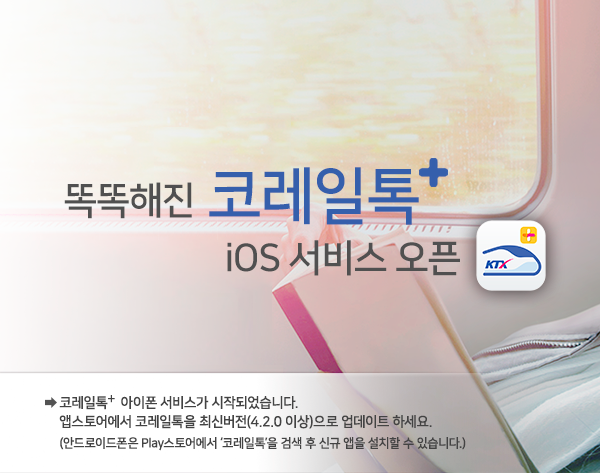 똑똑해진 코레일톡+
iOS 서비스 오픈
KTX
➡ 코레일톡+ 아이폰 서비스가 시작되었습니다.
앱스토어에서 코레일톡을 최신버전(4.2.0 이상)으로 업데이트 하세요.
(안드로이드폰은 Play스토어에서 '코레일톡'을 검색 후 신규 앱을 설치할 수 있습니다.)